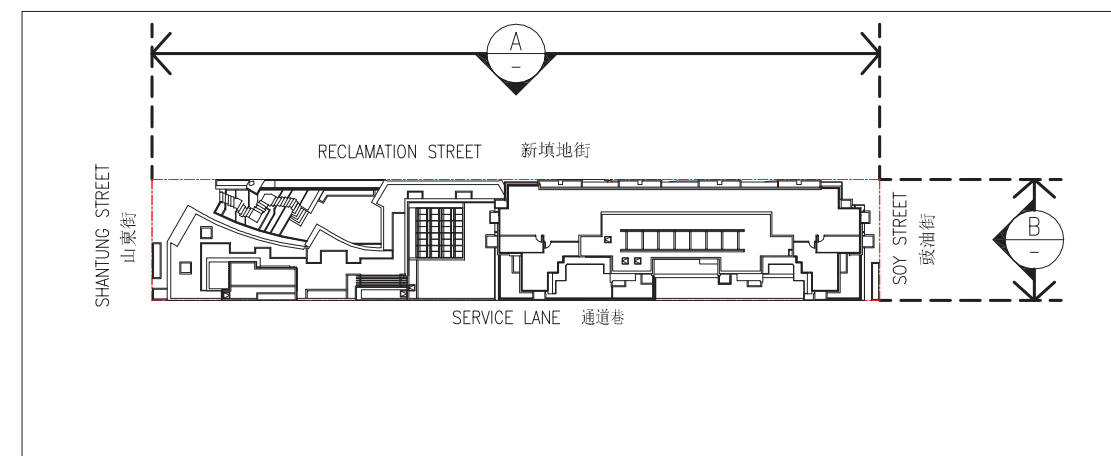 A
-
RECLAMATION STREET 新填地街
SHANTUNG STREET
山東街
SOY STREET
豉油街
B
-
SERVICE LANE 通道巷